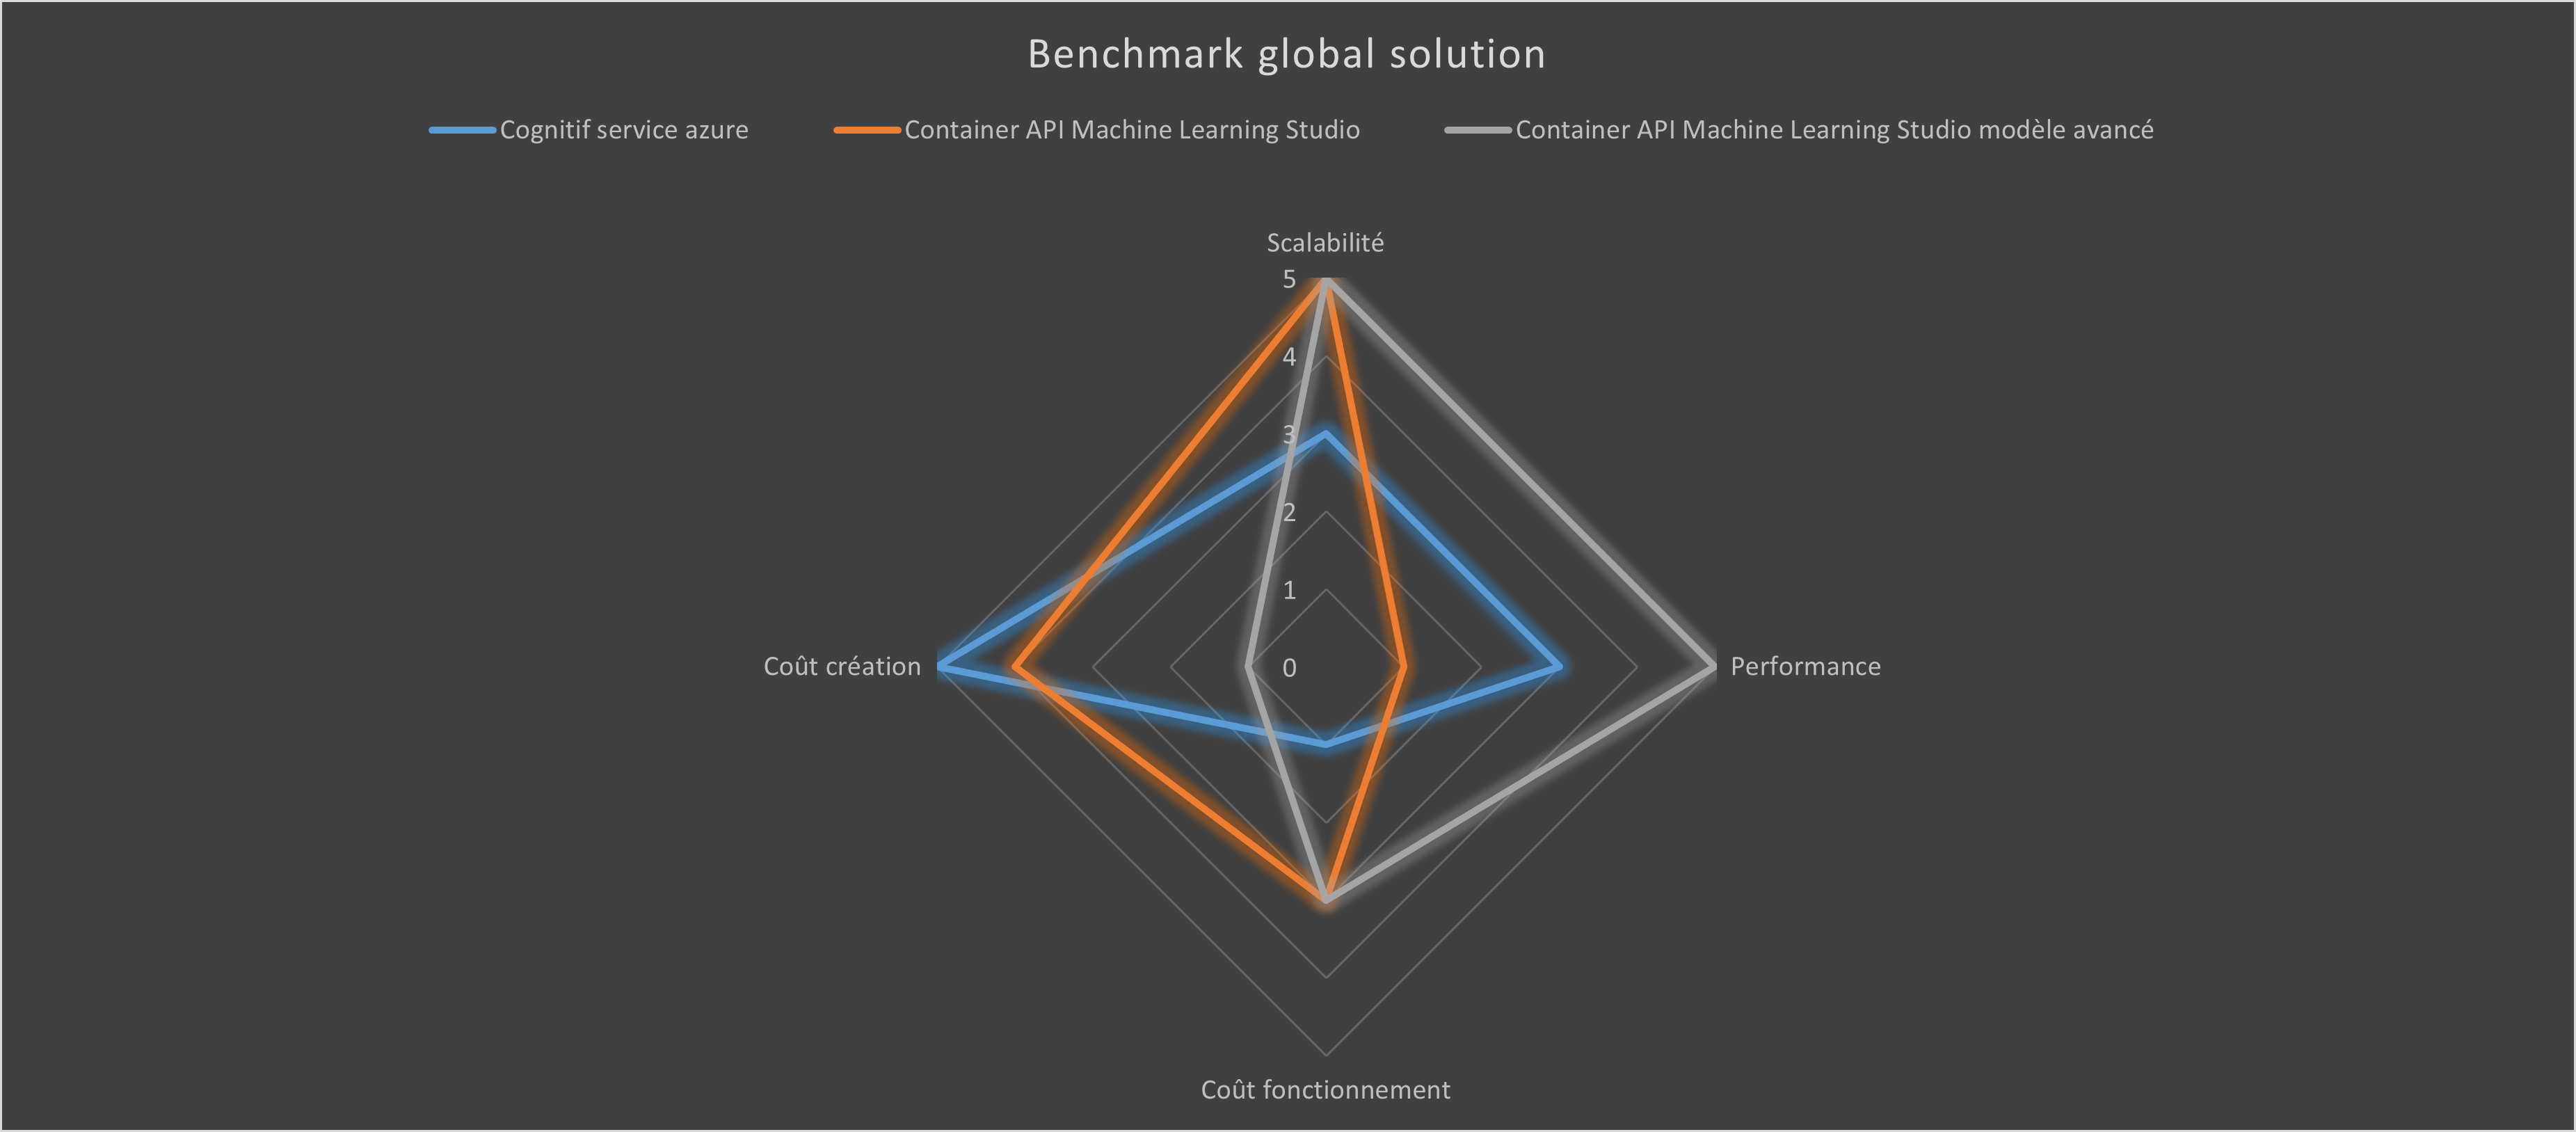 Benchmark global solution
Cognitif service azure
Container API Machine Learning Studio
Container API Machine Learning Studio modèle avancé
Scalabilité
5
4
3
2
1
0
Coût création
Performance
Coût fonctionnement